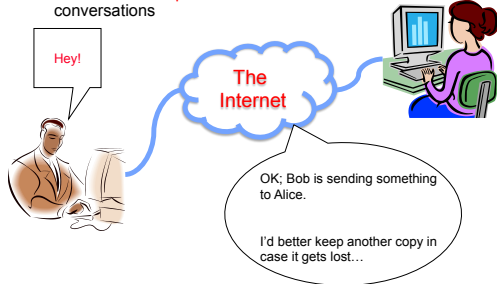 conversations
Hey!
The
Internet
OK; Bob is sending something
to Alice.
I'd better keep another copy in
case it gets lost…